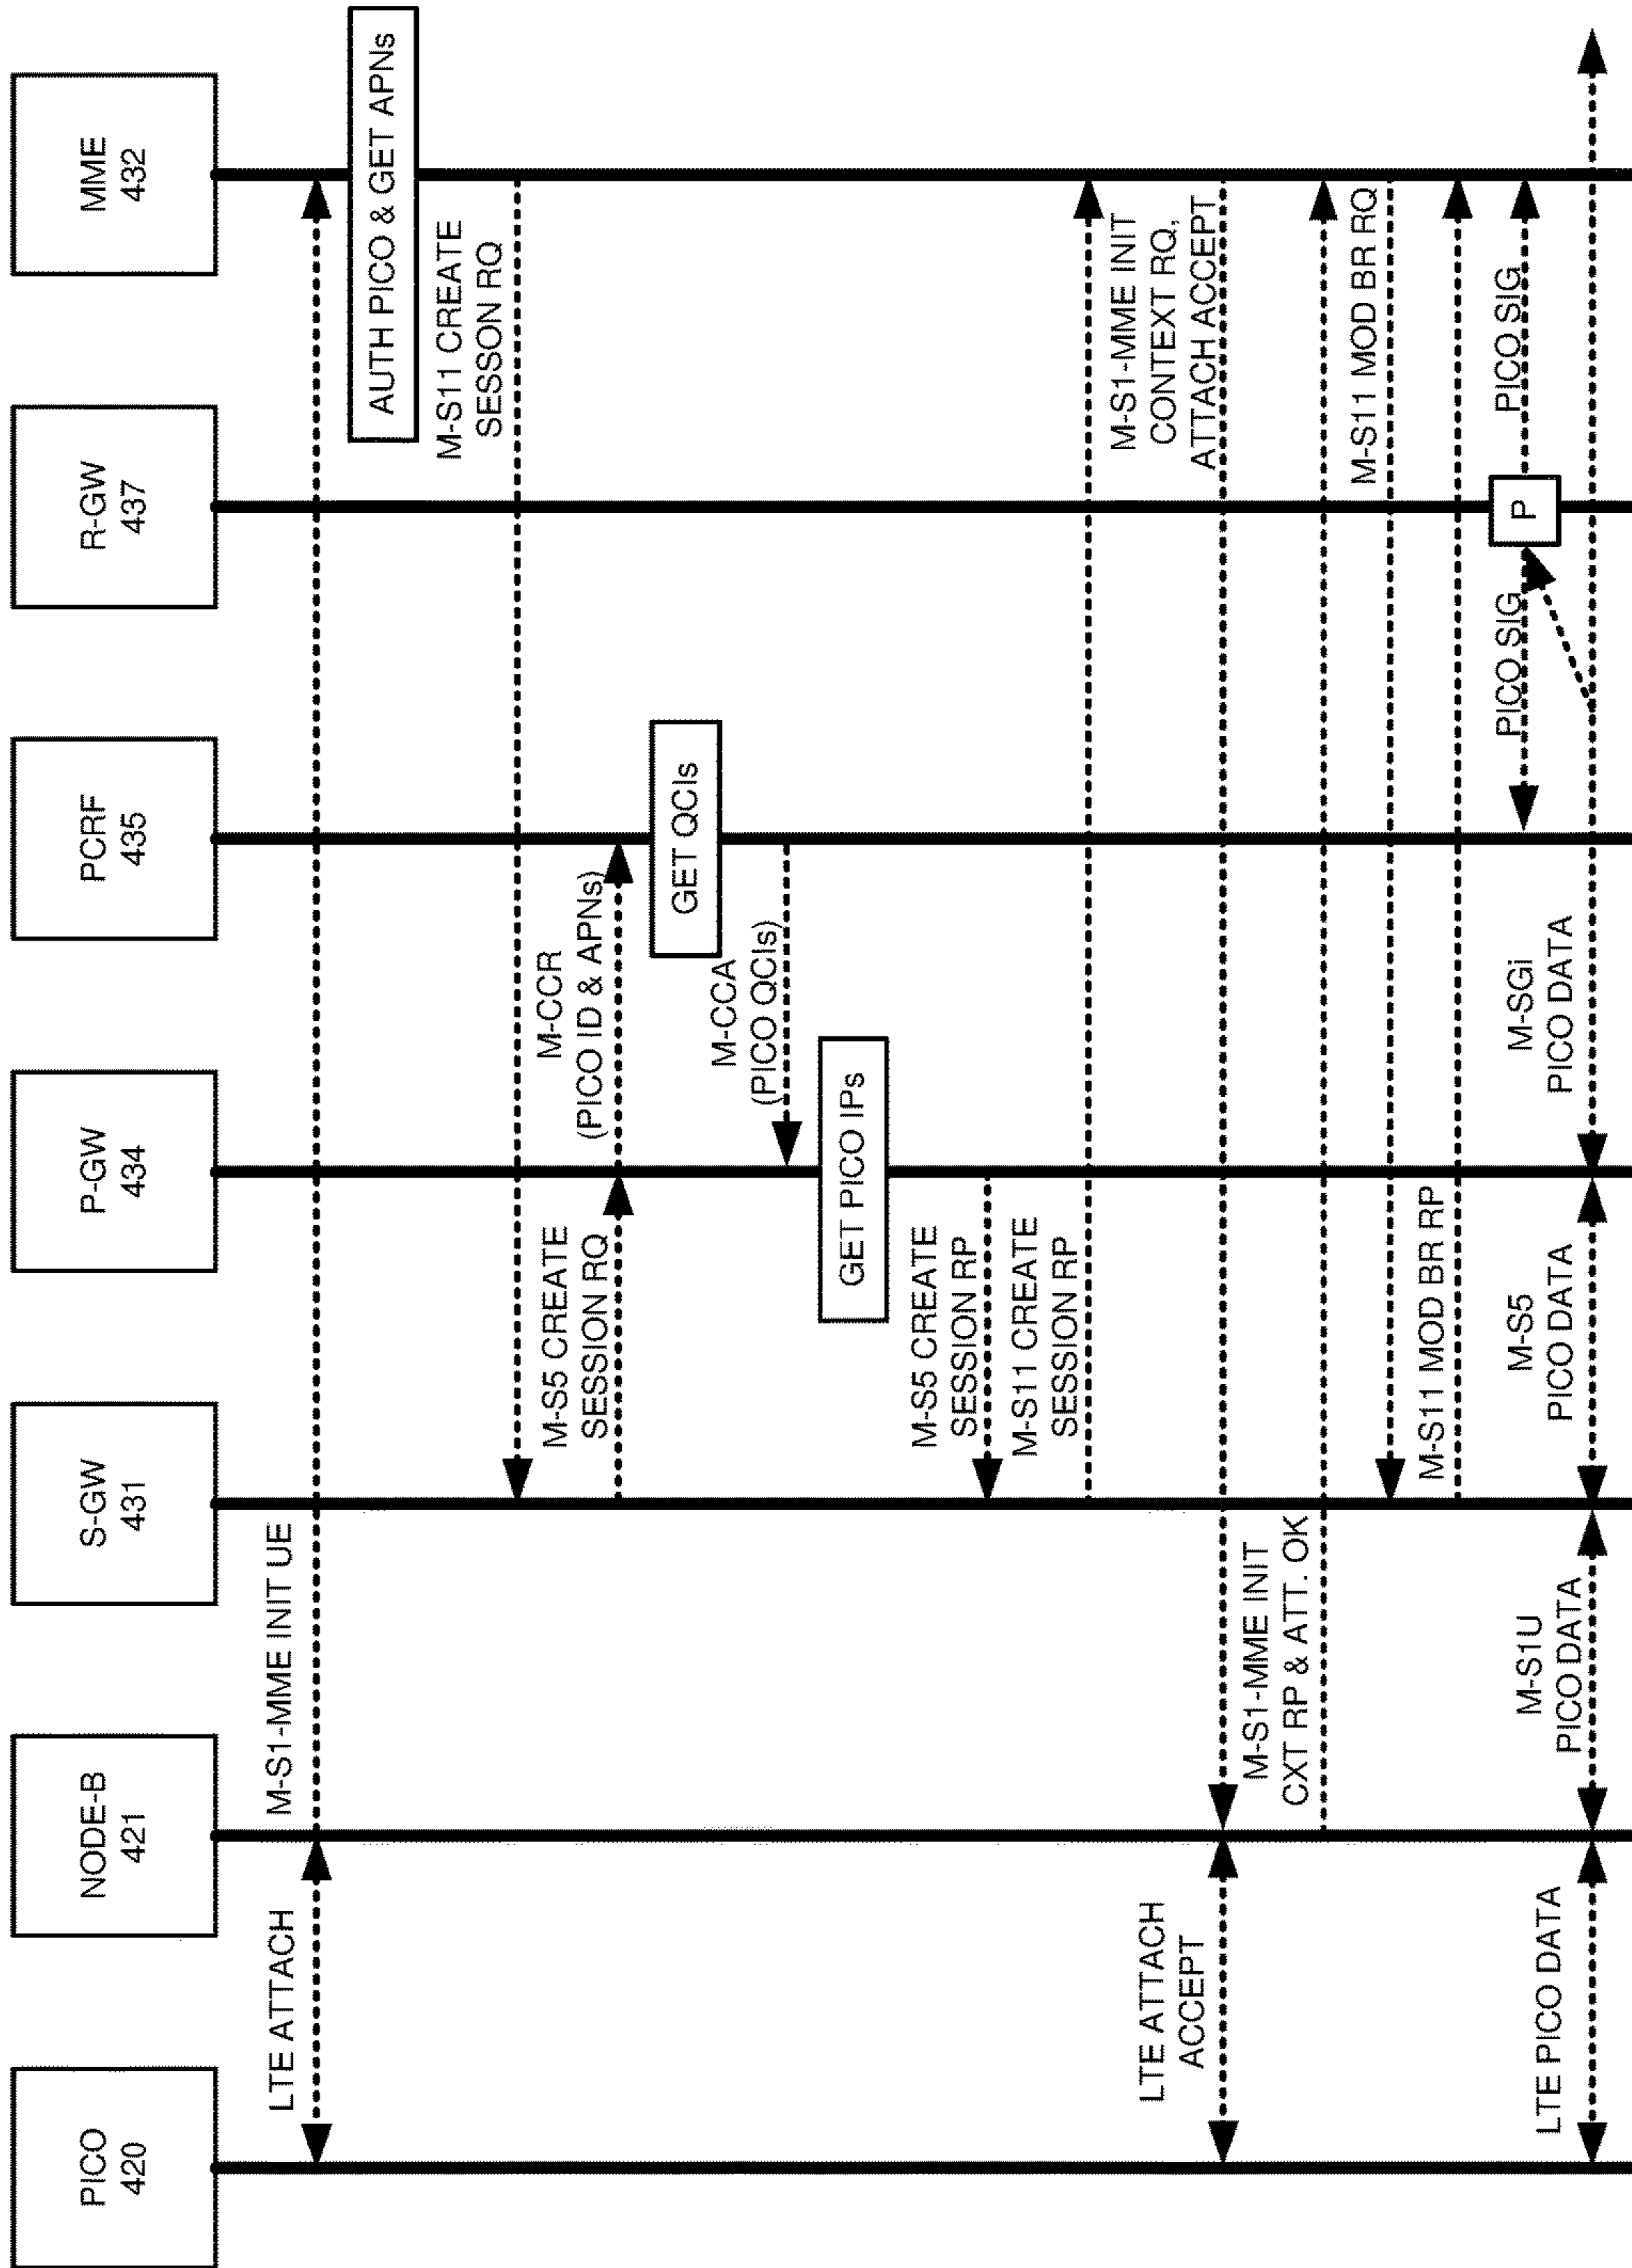 PICO
420
NODE-B
421
S-GW
431
P-GW
434
PCRF
435
R-GW
437
MME
432
LTE ATTACH
M-S1-MME INIT UE
AUTH PICO & GET APNs
M-S11 CREATE
SESSON RQ
M-S5 CREATE
SESSION RQ
M-CCR
(PICO ID & APNs)
GET QCIs
M-CCA
(PICO QCIs)
GET PICO IPs
M-S5 CREATE
SESSION RP
M-S11 CREATE
SESSION RP
M-S1-MME INIT
CONTEXT RQ,
ATTACH ACCEPT
LTE ATTACH
ACCEPT
M-S1-MME INIT
CXT RP & ATT. OK
M-S11 MOD BR RQ
M-S11 MOD BR RP
PICO SIG
P
PICO SIG
LTE PICO DATA
M-S1U
PICO DATA
M-S5
PICO DATA
M-SGi
PICO DATA